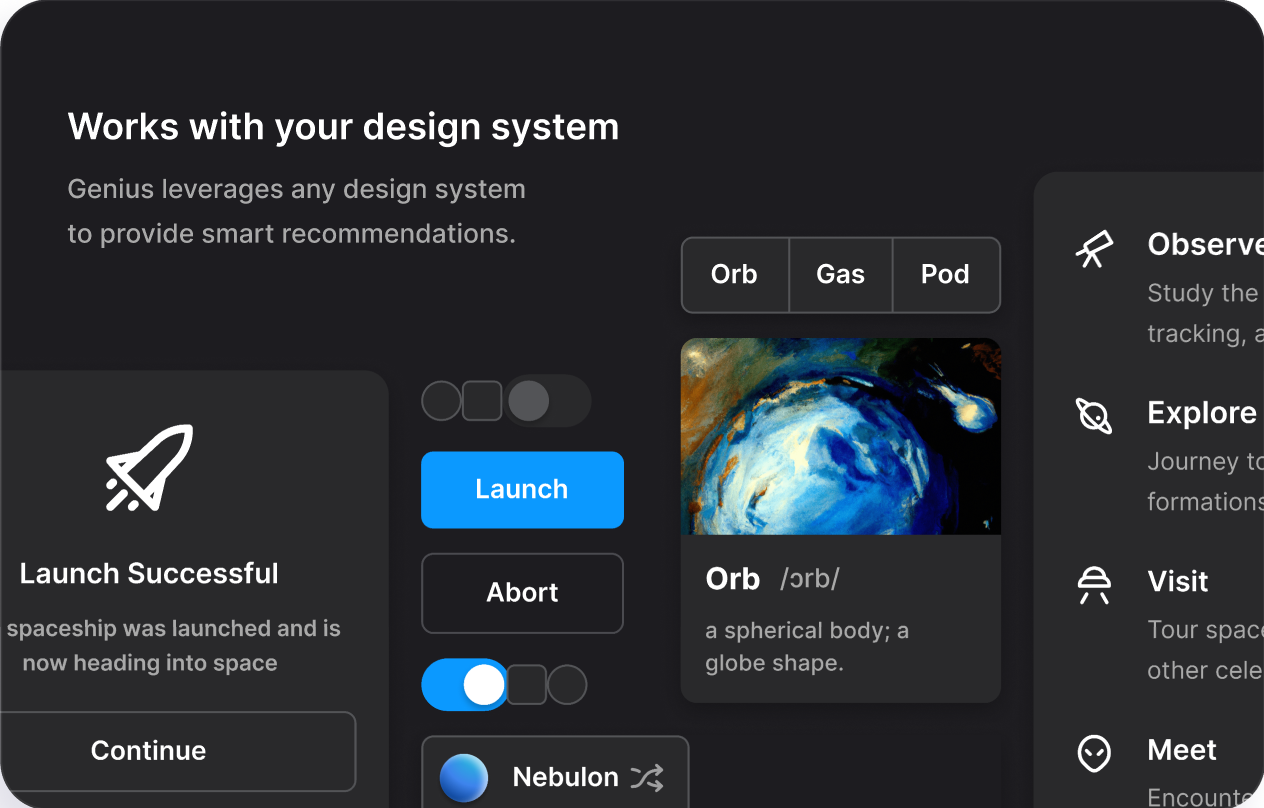 Works with your design system
Genius leverages any design system
to provide smart recommendations.
Orb
Gas
Pod
Launch
Abort
Launch Successful
spaceship was launched and is
now heading into space
Continue
Nebulon
Orb /ɔrb/
a spherical body; a
globe shape.
Observe
Study the
tracking,
Explore
Journey to
formations
Visit
Tour space
other cele
Meet
Encounte